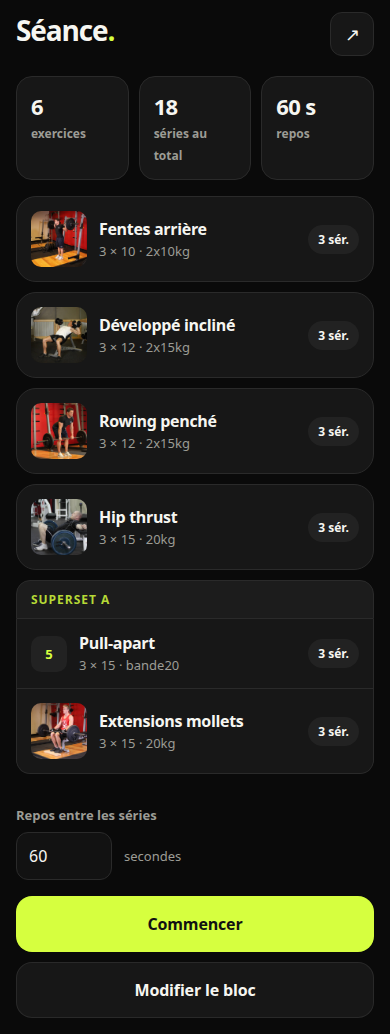 Séance.
↗
6
exercices
18
séries au
total
60 s
repos
Fentes arrière
3 × 10 · 2x10kg
3 sér.
Développé incliné
3 × 12 · 2x15kg
3 sér.
Rowing penché
3 × 12 · 2x15kg
3 sér.
Hip thrust
3 × 15 · 20kg
3 sér.
SUPERSET A
5
Pull-apart
3 × 15 · bande20
3 sér.
Extensions mollets
3 × 15 · 20kg
3 sér.
Repos entre les séries
60
secondes
Commencer
Modifier le bloc